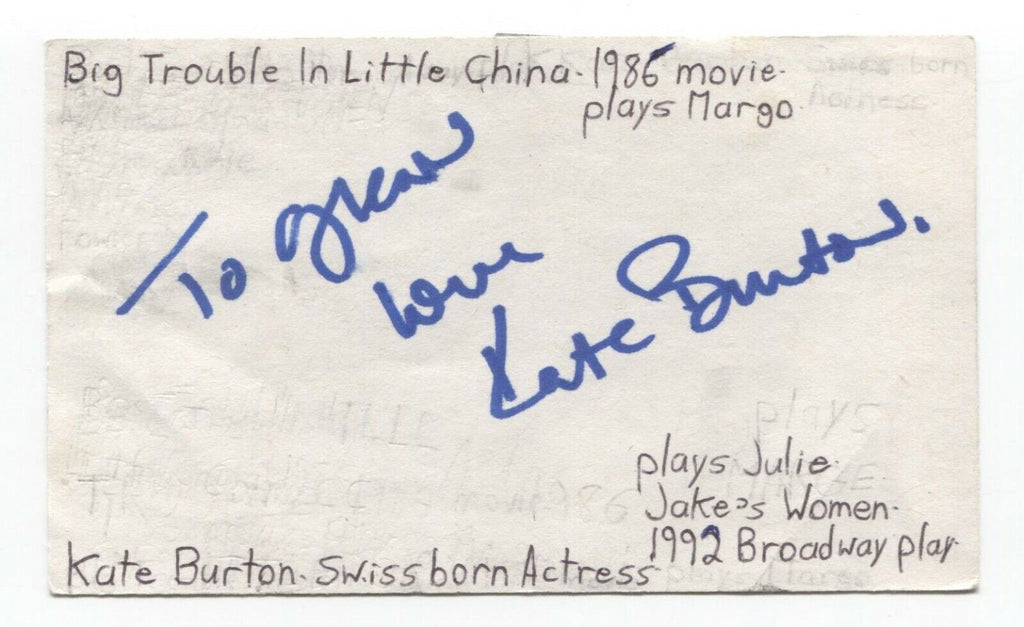 Big Trouble In Little China. 1986 movie.
plays Margo.
To
Love
Kate Burton.
plays Julie.
Jake's Women.
1992 Broadway play.
Kate Burton. Swiss born Actress